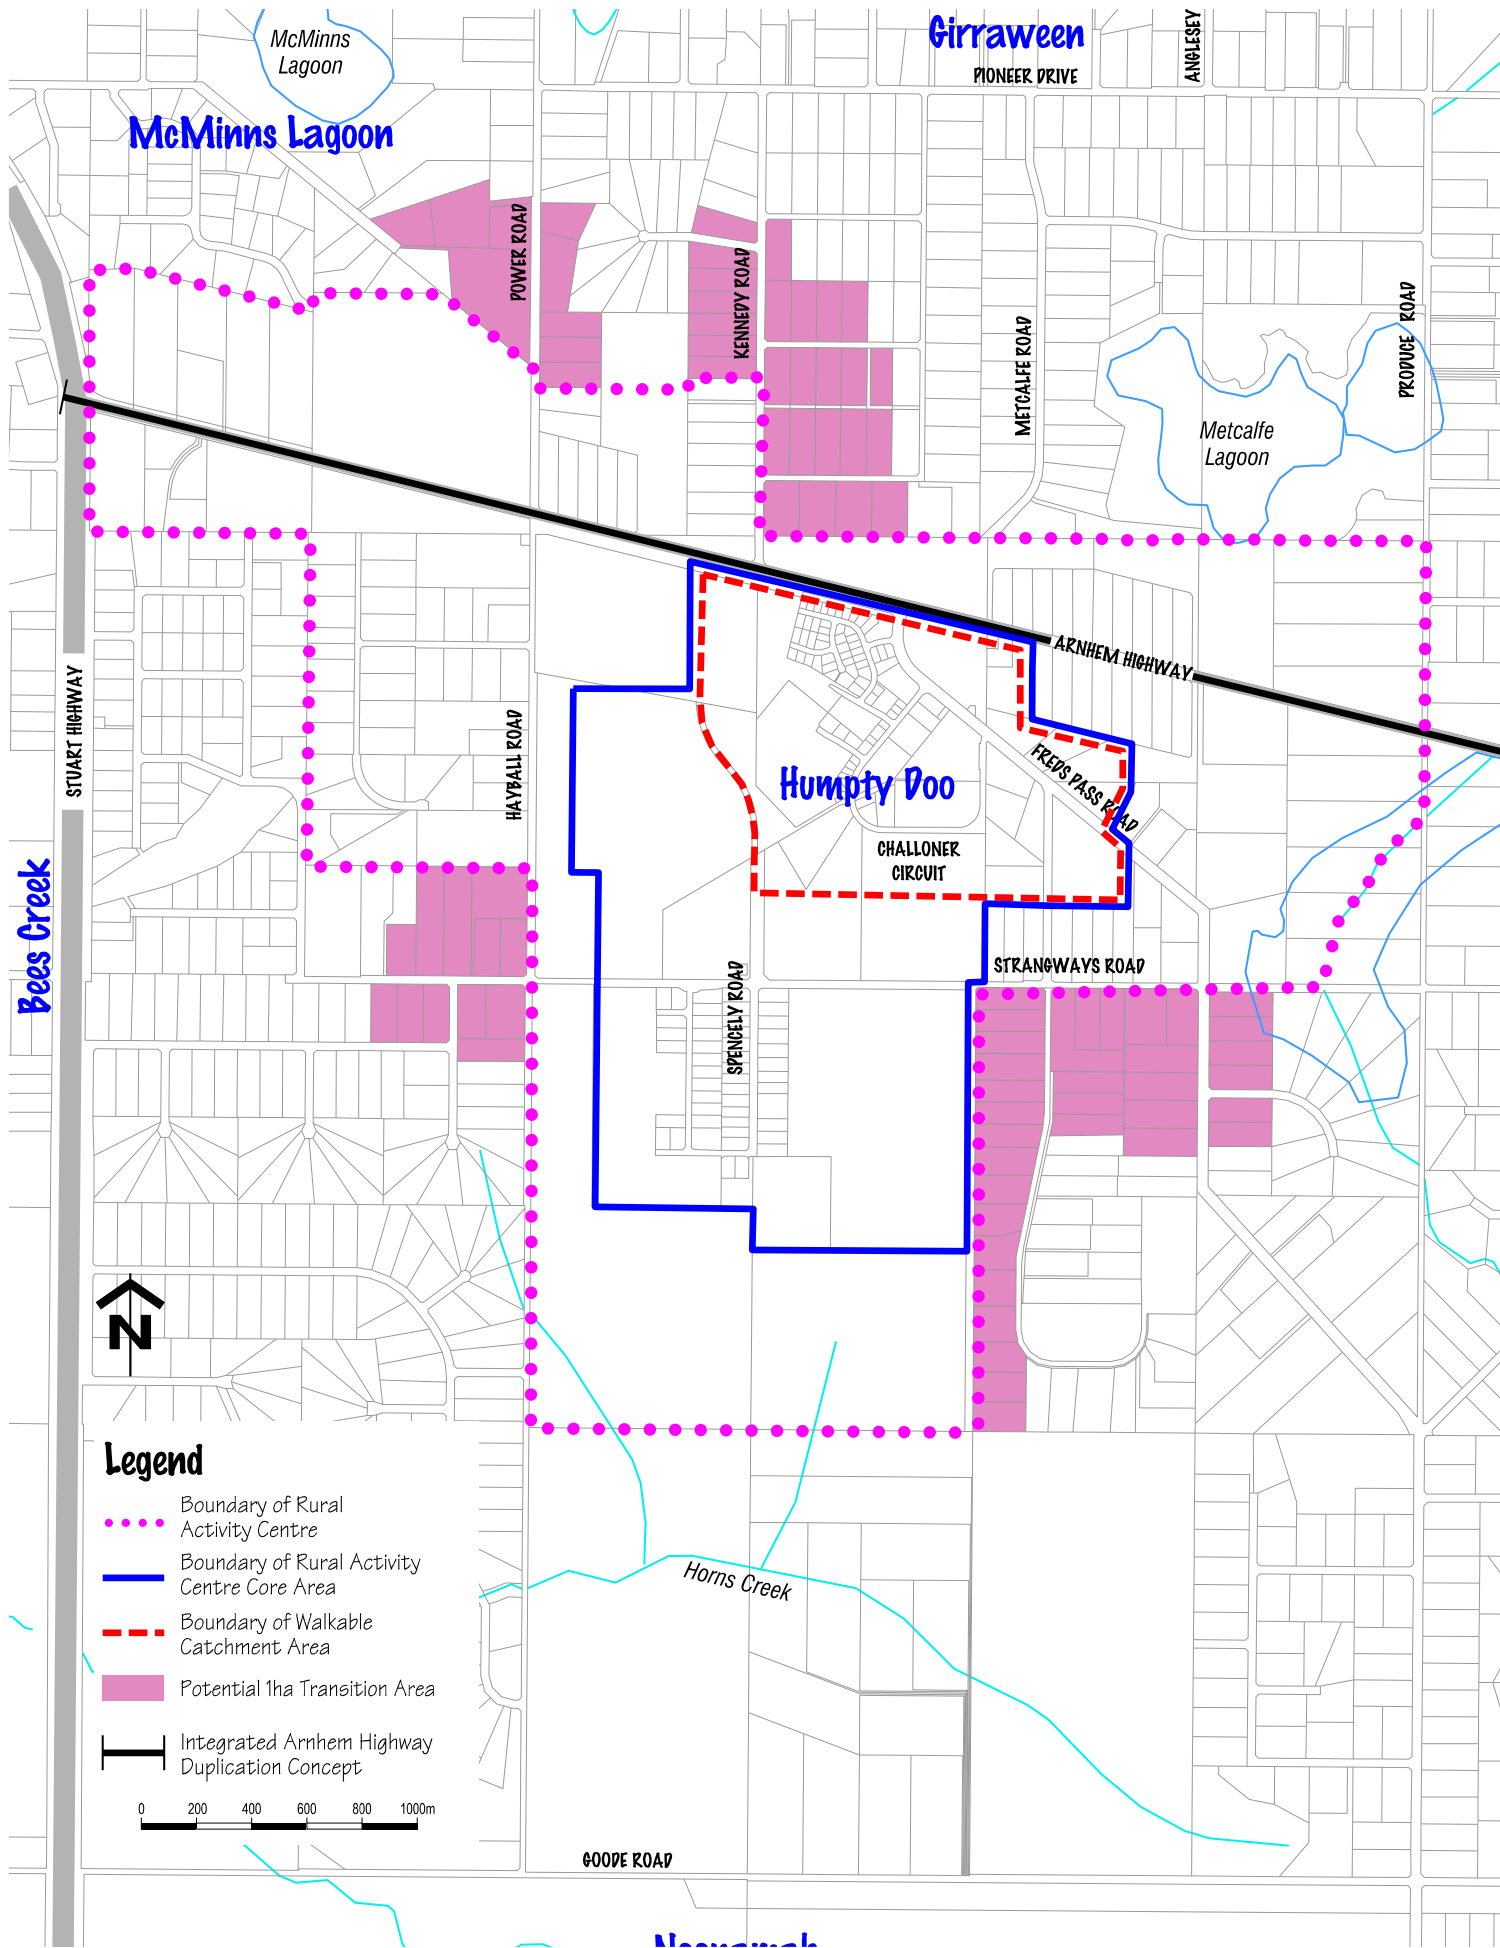 McMinns
Lagoon
Girraween
PIONEER DRIVE
ANGLESEY
McMinns Lagoon
POWER ROAD
KENNEDY ROAD
METCALFE ROAD
PRODUCE ROAD
Metcalfe
Lagoon
ARNHEM HIGHWAY
STUART HIGHWAY
HAYBALL ROAD
FREDS PASS ROAD
Humpty Doo
CHALLONER
CIRCUIT
Bees Creek
STRANGWAYS ROAD
SPENCELY ROAD
N
Legend
Boundary of Rural
Activity Centre
Boundary of Rural Activity
Centre Core Area
Boundary of Walkable
Catchment Area
Potential 1ha Transition Area
Integrated Arnhem Highway
Duplication Concept
0 200 400 600 800 1000m
Horns Creek
GOODE ROAD